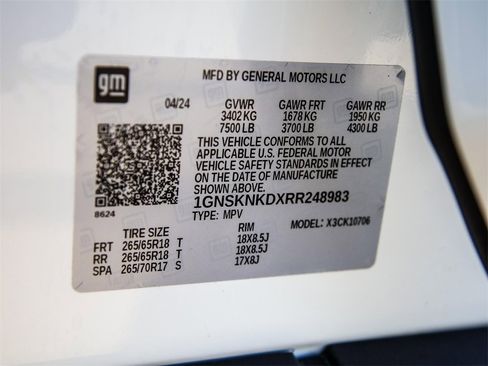 gm
MFD BY GENERAL MOTORS LLC
04/24 GVWR GAWR FRT GAWR RR
3402 KG 1678 KG 1950 KG
7500 LB 3700 LB 4300 LB
THIS VEHICLE CONFORMS TO ALL
APPLICABLE U.S. FEDERAL MOTOR
VEHICLE SAFETY STANDARDS IN EFFECT
ON THE DATE OF MANUFACTURE
SHOWN ABOVE
1GNSKNKDXRR248983
8624 TYPE: MPV MODEL: X3CK10706
TIRE SIZE RIM
FRT 265/65R18 T 18X8.5J
RR 265/65R18 T 18X8.5J
SPA 265/70R17 S 17X8J